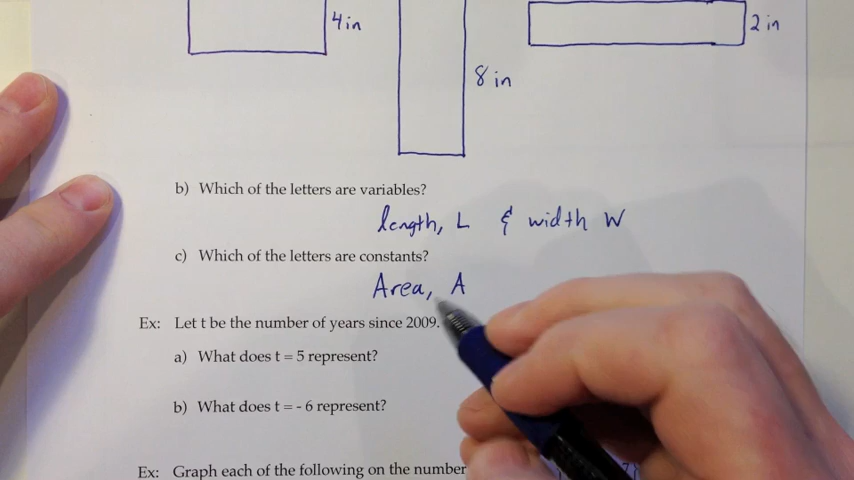 4 in
2 in
8 in
b) Which of the letters are variables?
length, L & width W
c) Which of the letters are constants?
Area, A
Ex: Let t be the number of years since 2009.
a) What does t = 5 represent?
b) What does t = - 6 represent?
Ex: Graph each of the following on the number